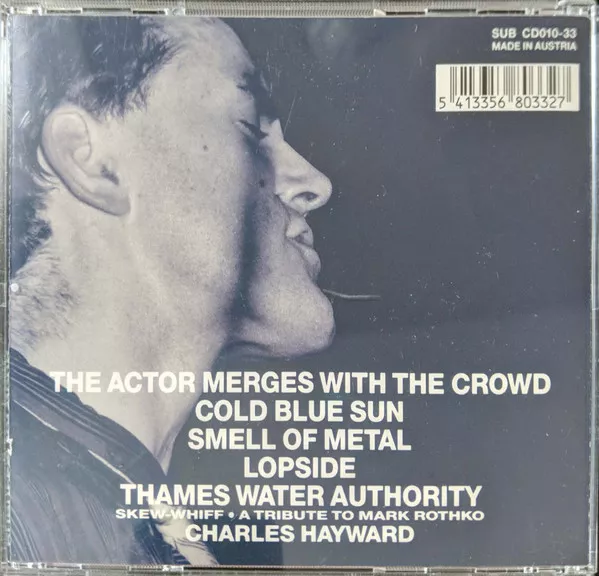 SUB CD010-33
MADE IN AUSTRIA
5 413356 803327
THE ACTOR MERGES WITH THE CROWD
COLD BLUE SUN
SMELL OF METAL
LOPSIDE
THAMES WATER AUTHORITY
SKEW-WHIFF • A TRIBUTE TO MARK ROTHKO
CHARLES HAYWARD